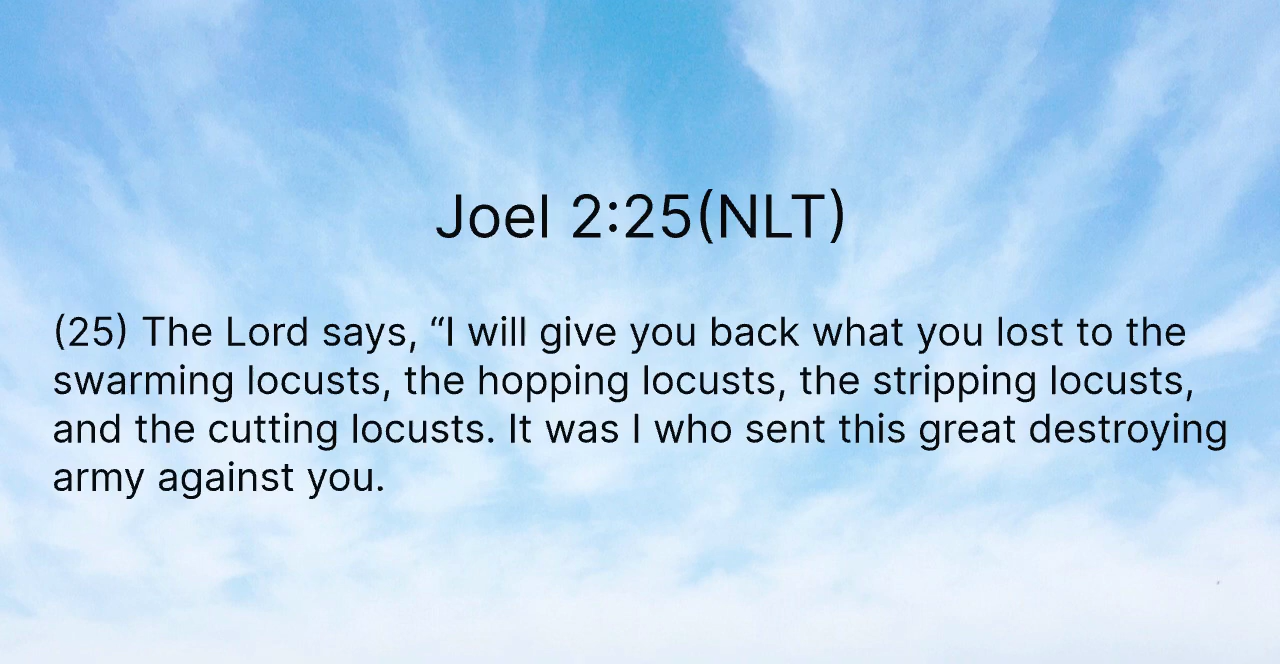 Joel 2:25(NLT)
(25) The Lord says, “I will give you back what you lost to the
swarming locusts, the hopping locusts, the stripping locusts,
and the cutting locusts. It was I who sent this great destroying
army against you.